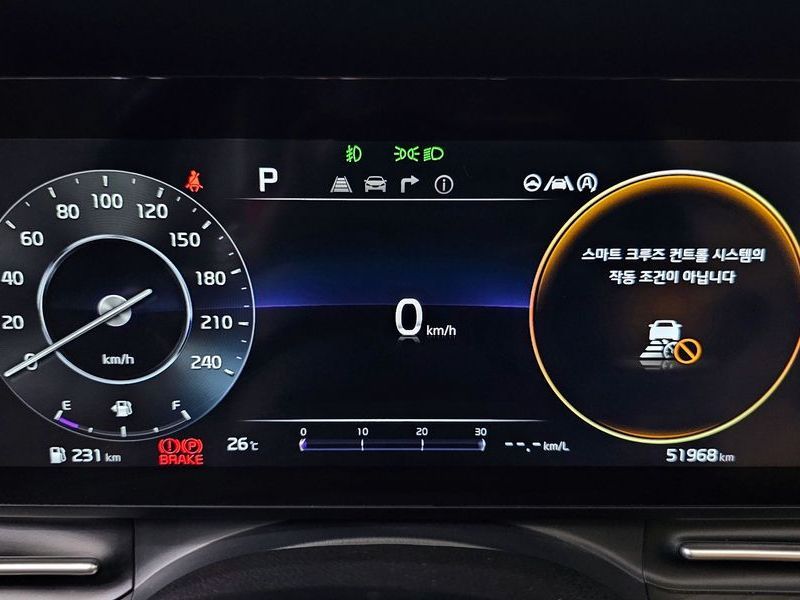 P
100
80
120
60
150
40
180
20
210
0
240
km/h
E
F
231 km
BRAKE
26℃
0
km/h
0 10 20 30
--.- km/L
스마트 크루즈 컨트롤 시스템의
작동 조건이 아닙니다
51968 km